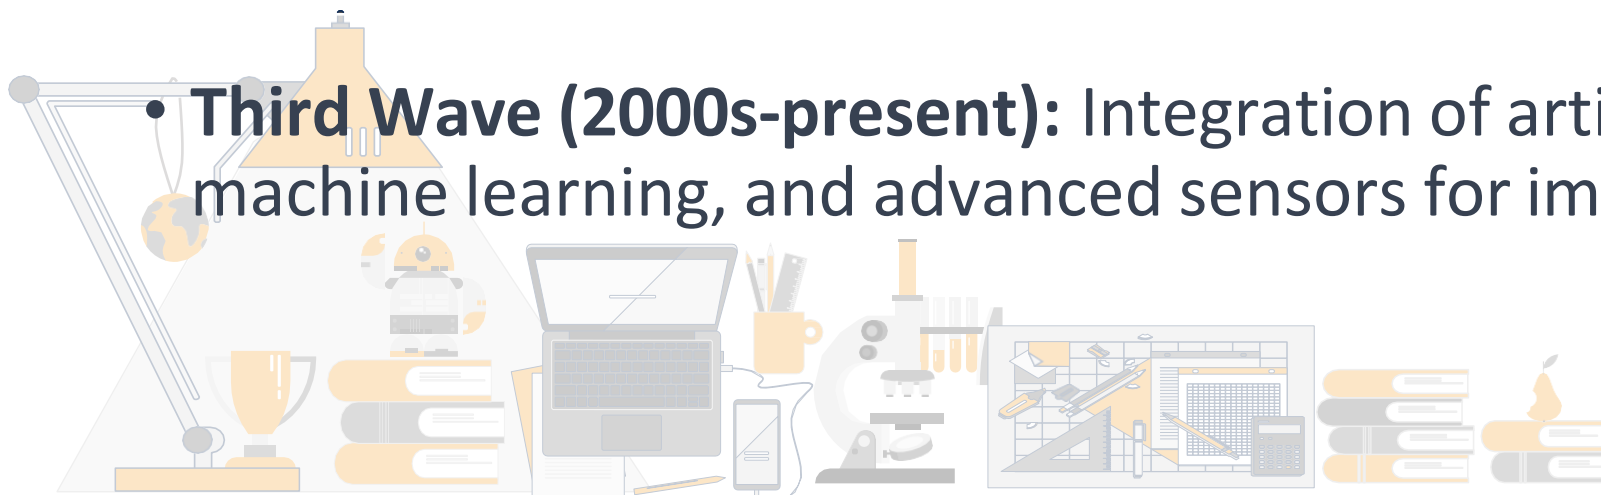 • Third Wave (2000s-present): Integration of arti
machine learning, and advanced sensors for im